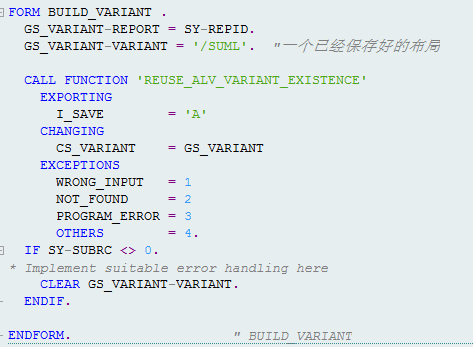 FORM BUILD_VARIANT .
GS_VARIANT-REPORT = SY-REPID.
GS_VARIANT-VARIANT = '/SUML'. "一个已经保存好的布局
CALL FUNCTION 'REUSE_ALV_VARIANT_EXISTENCE'
EXPORTING
I_SAVE = 'A'
CHANGING
CS_VARIANT = GS_VARIANT
EXCEPTIONS
WRONG_INPUT = 1
NOT_FOUND = 2
PROGRAM_ERROR = 3
OTHERS = 4.
IF SY-SUBRC <> 0.
* Implement suitable error handling here
CLEAR GS_VARIANT-VARIANT.
ENDIF.
ENDFORM. " BUILD_VARIANT